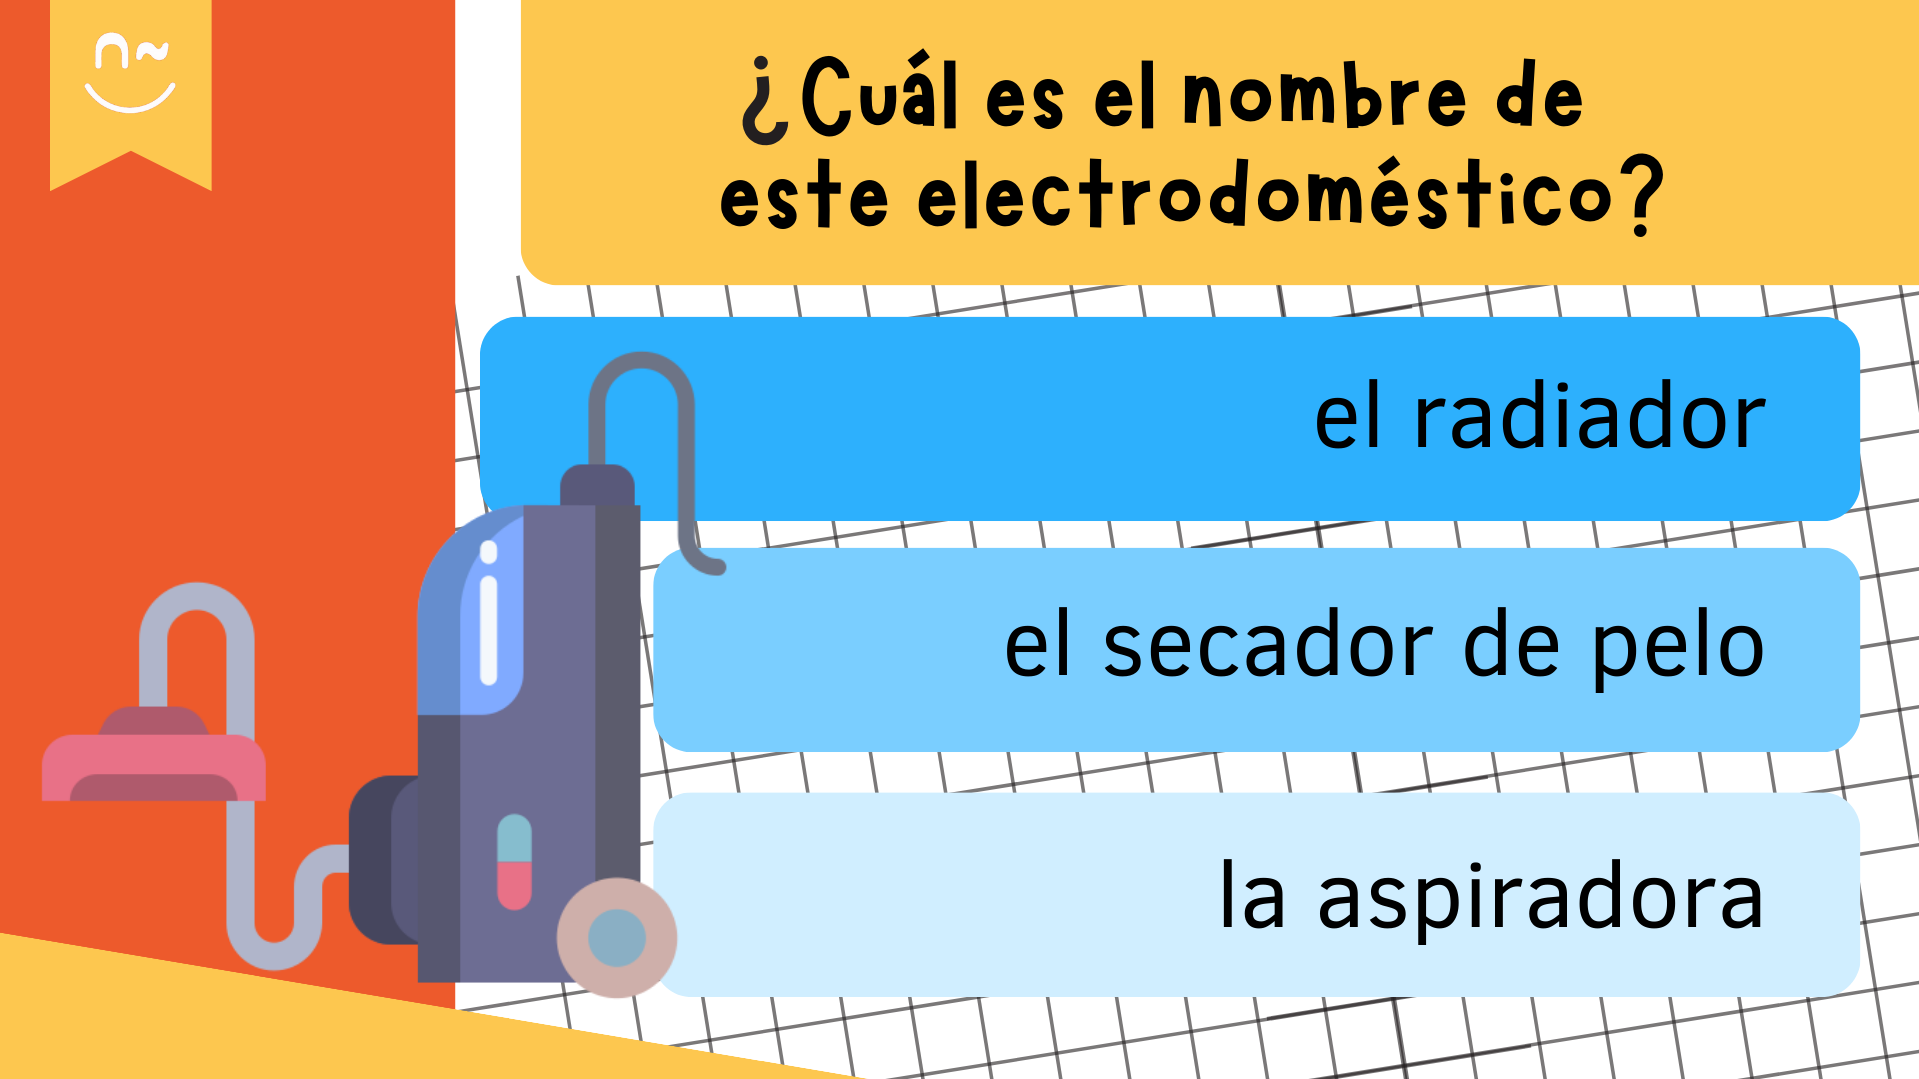 ¿Cuál es el nombre de
este electrodoméstico?
el radiador
el secador de pelo
la aspiradora